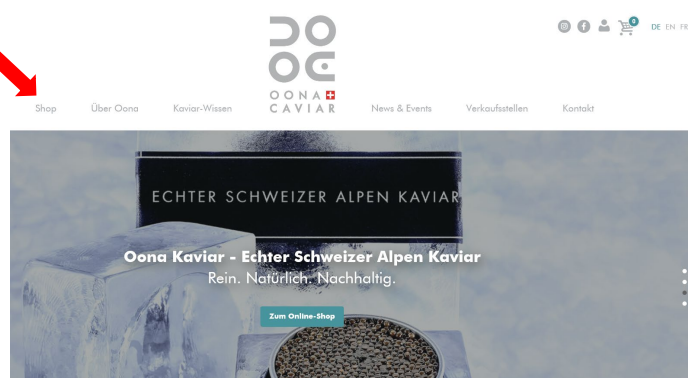 0
DE EN FR
OONA
CAVIAR
Shop
Über Oona
Kaviar-Wissen
News & Events
Verkaufsstellen
Kontakt
ECHTER SCHWEIZER ALPEN KAVIAR
Oona Kaviar - Echter Schweizer Alpen Kaviar
Rein. Natürlich. Nachhaltig.
Zum Online-Shop